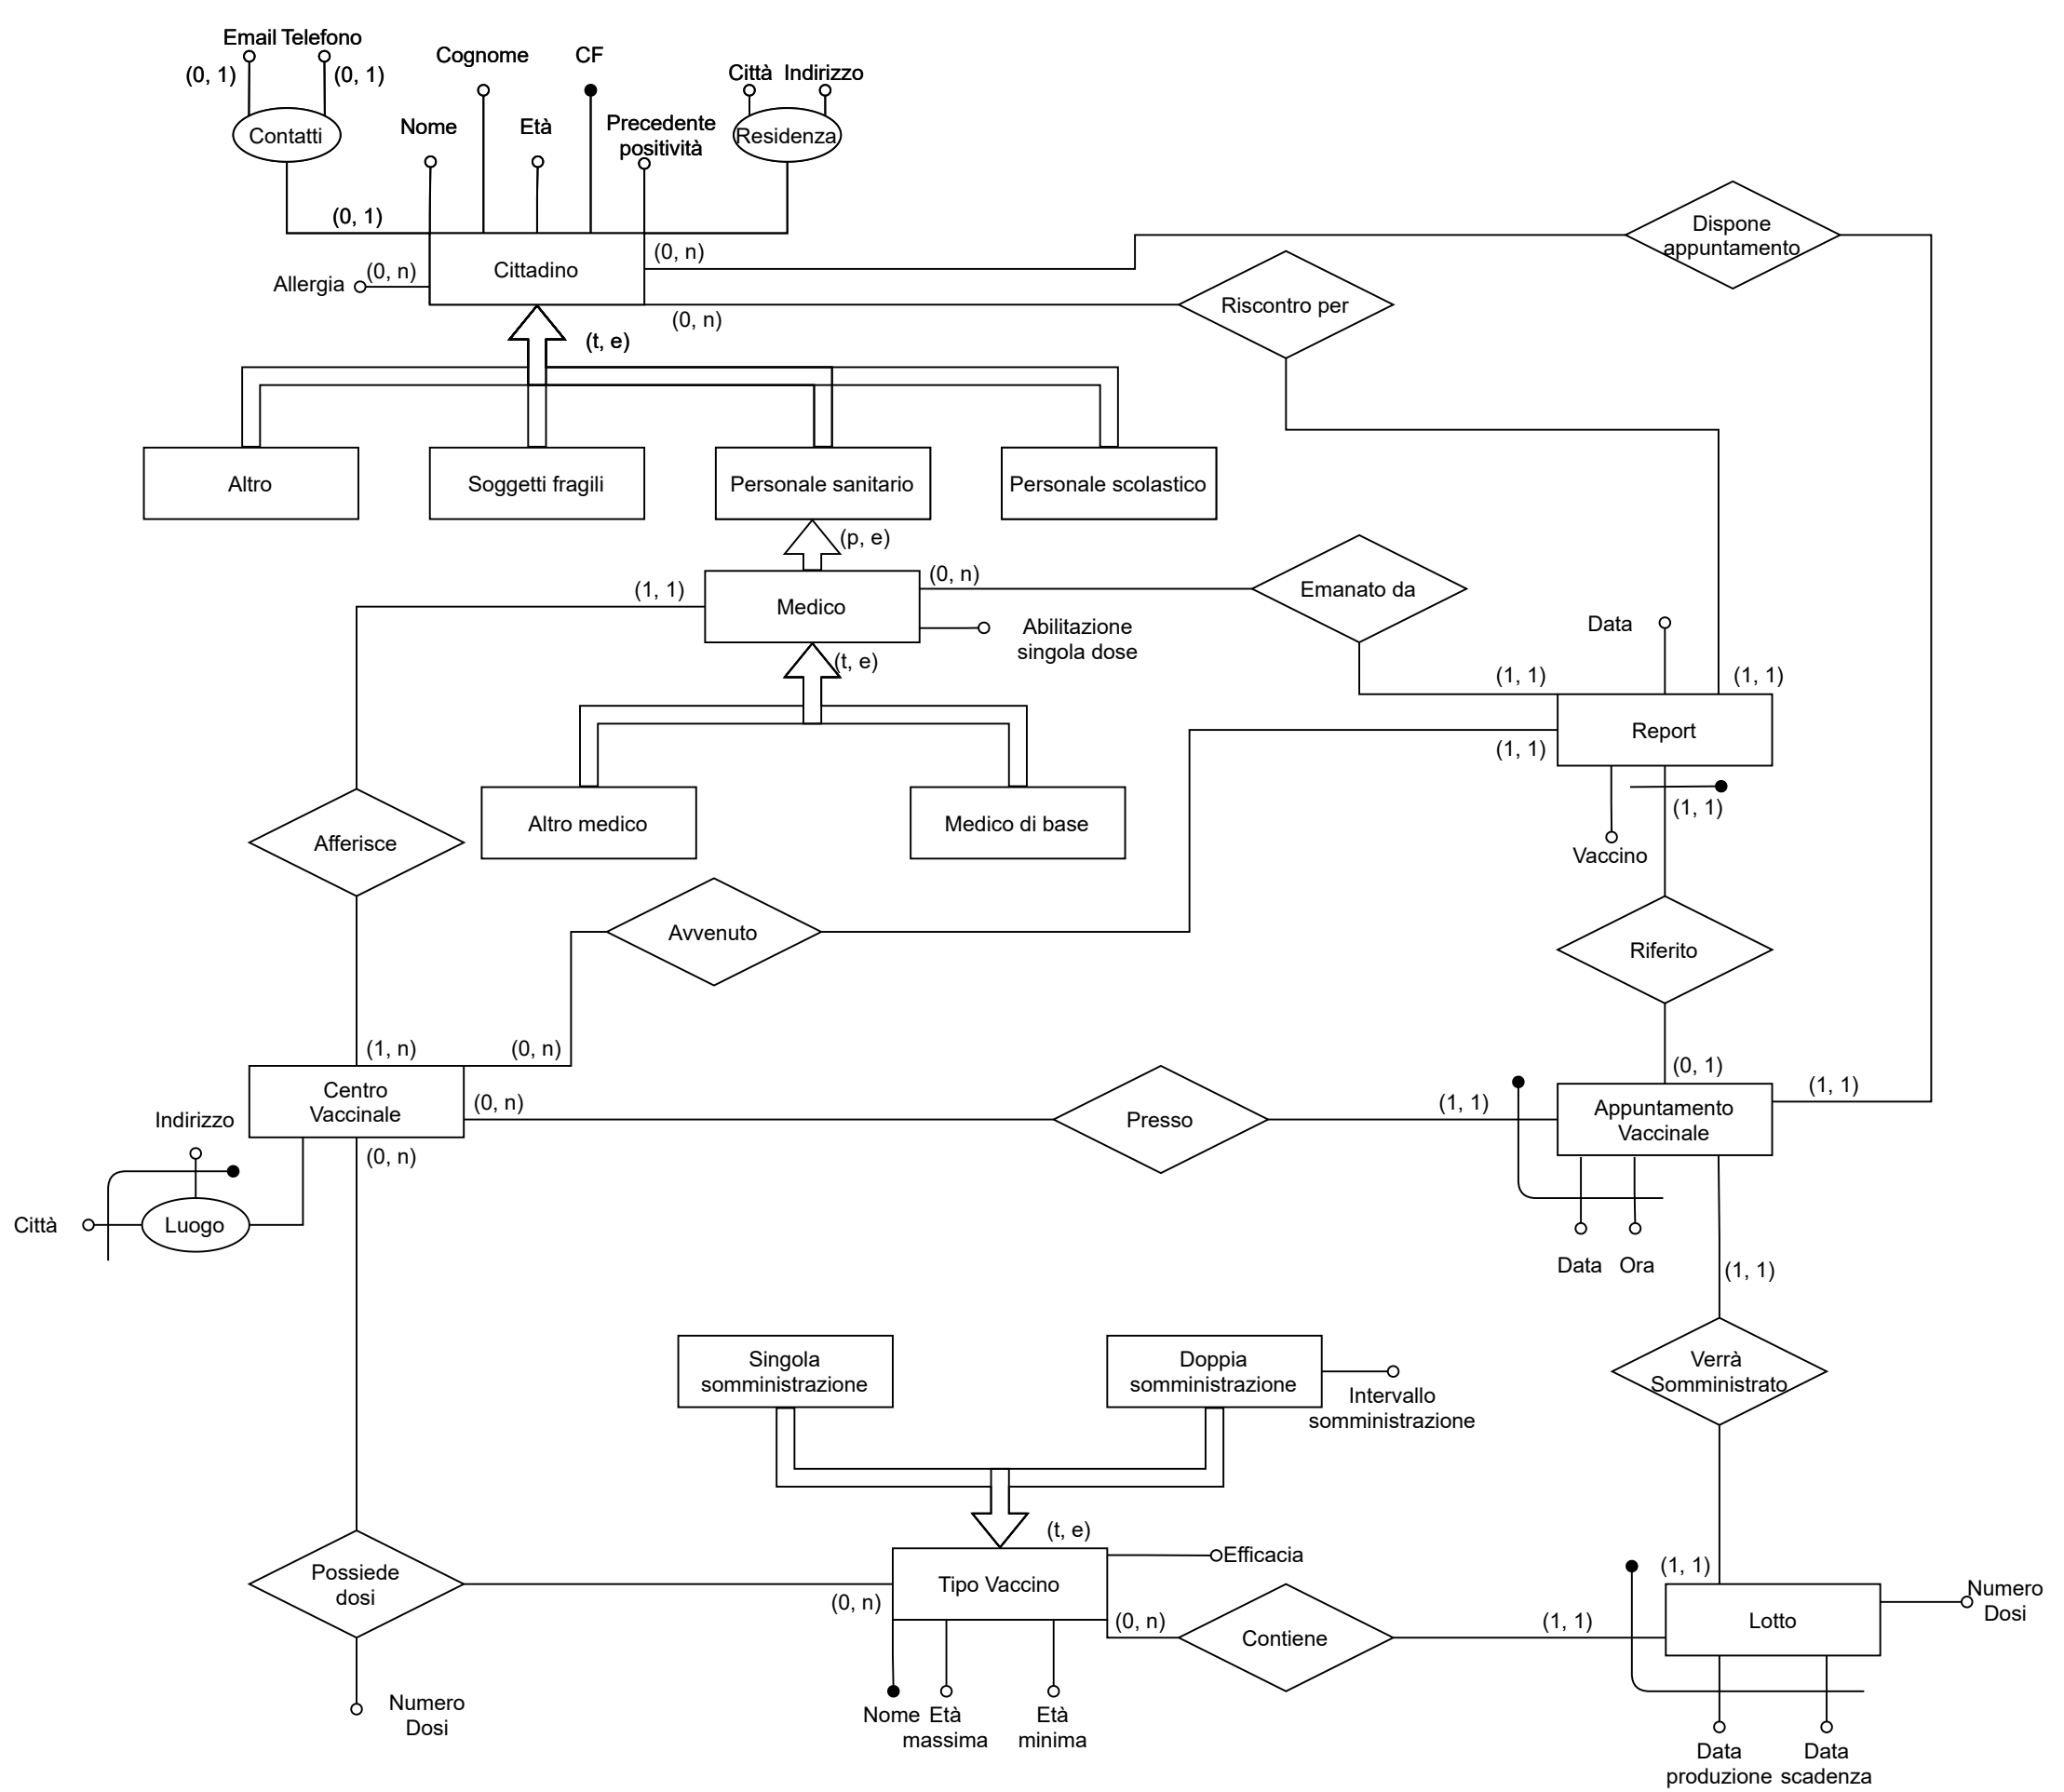 Email Telefono
(0, 1)
(0, 1)
Cognome
CF
Città Indirizzo
Contatti
Nome
Età
Precedente
positività
Residenza
(0, 1)
(0, n)
Dispone
appuntamento
Allergia
(0, n)
Cittadino
Riscontro per
(0, n)
(t, e)
Altro
Soggetti fragili
Personale sanitario
Personale scolastico
(p, e)
(1, 1)
Medico
(0, n)
Emanato da
Abilitazione
singola dose
Data
(t, e)
(1, 1)
(1, 1)
Report
(1, 1)
(1, 1)
Vaccino
Afferisce
Altro medico
Medico di base
Avvenuto
Riferito
(1, n)
(0, n)
(0, 1)
(1, 1)
Centro
Vaccinale
(0, n)
Presso
(1, 1)
Appuntamento
Vaccinale
Indirizzo
(0, n)
Città
Luogo
Data
Ora
(1, 1)
Singola
somministrazione
Doppia
somministrazione
Intervallo
somministrazione
Verrà
Somministrato
(t, e)
Efficacia
(1, 1)
Possiede
dosi
(0, n)
Tipo Vaccino
(0, n)
Contiene
(1, 1)
Lotto
Numero
Dosi
Numero
Dosi
Nome
Età
massima
Età
minima
Data
produzione
Data
scadenza